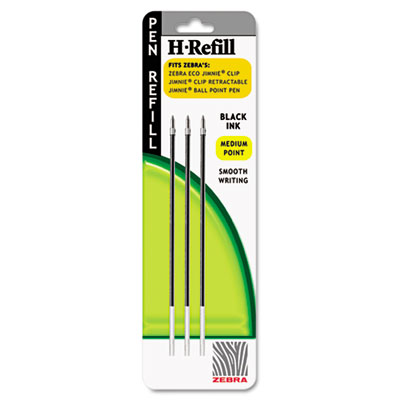 PEN REFILL
H-Refill
FITS ZEBRA'S:
ZEBRA ECO JIMNIE® CLIP
JIMNIE® CLIP RETRACTABLE
JIMNIE® BALL POINT PEN
BLACK
INK
MEDIUM
POINT
SMOOTH
WRITING
ZEBRA